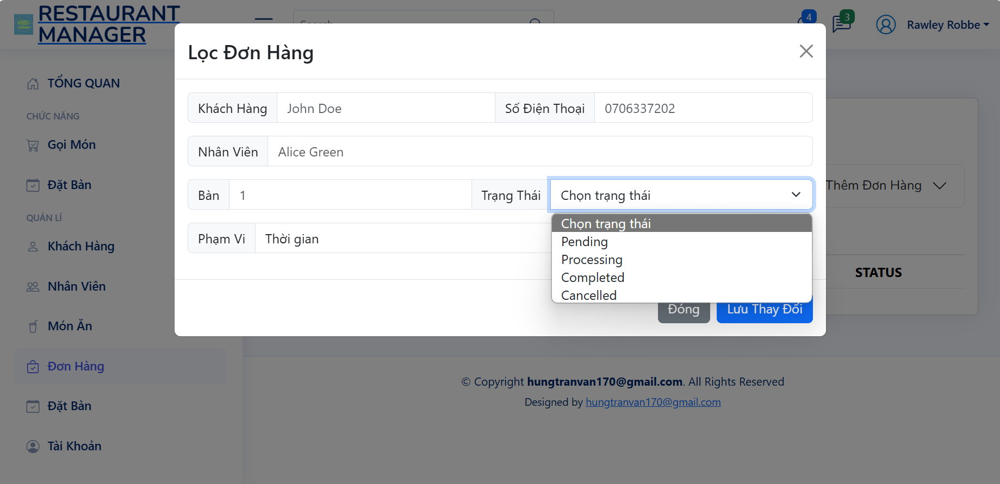 RESTAURANT
MANAGER
Search
4
3
Rawley Robbe
TỔNG QUAN
CHỨC NĂNG
Gọi Món
Đặt Bàn
QUẢN LÍ
Khách Hàng
Nhân Viên
Món Ăn
Đơn Hàng
Đặt Bàn
Tài Khoản
Lọc Đơn Hàng
Khách Hàng John Doe Số Điện Thoại 0706337202
Nhân Viên Alice Green
Bàn 1 Trạng Thái Chọn trạng thái
Chọn trạng thái
Pending
Processing
Completed
Cancelled
Phạm Vi Thời gian
Đóng Lưu Thay Đổi
Thêm Đơn Hàng
STATUS
© Copyright hungtranvan170@gmail.com. All Rights Reserved
Designed by hungtranvan170@gmail.com